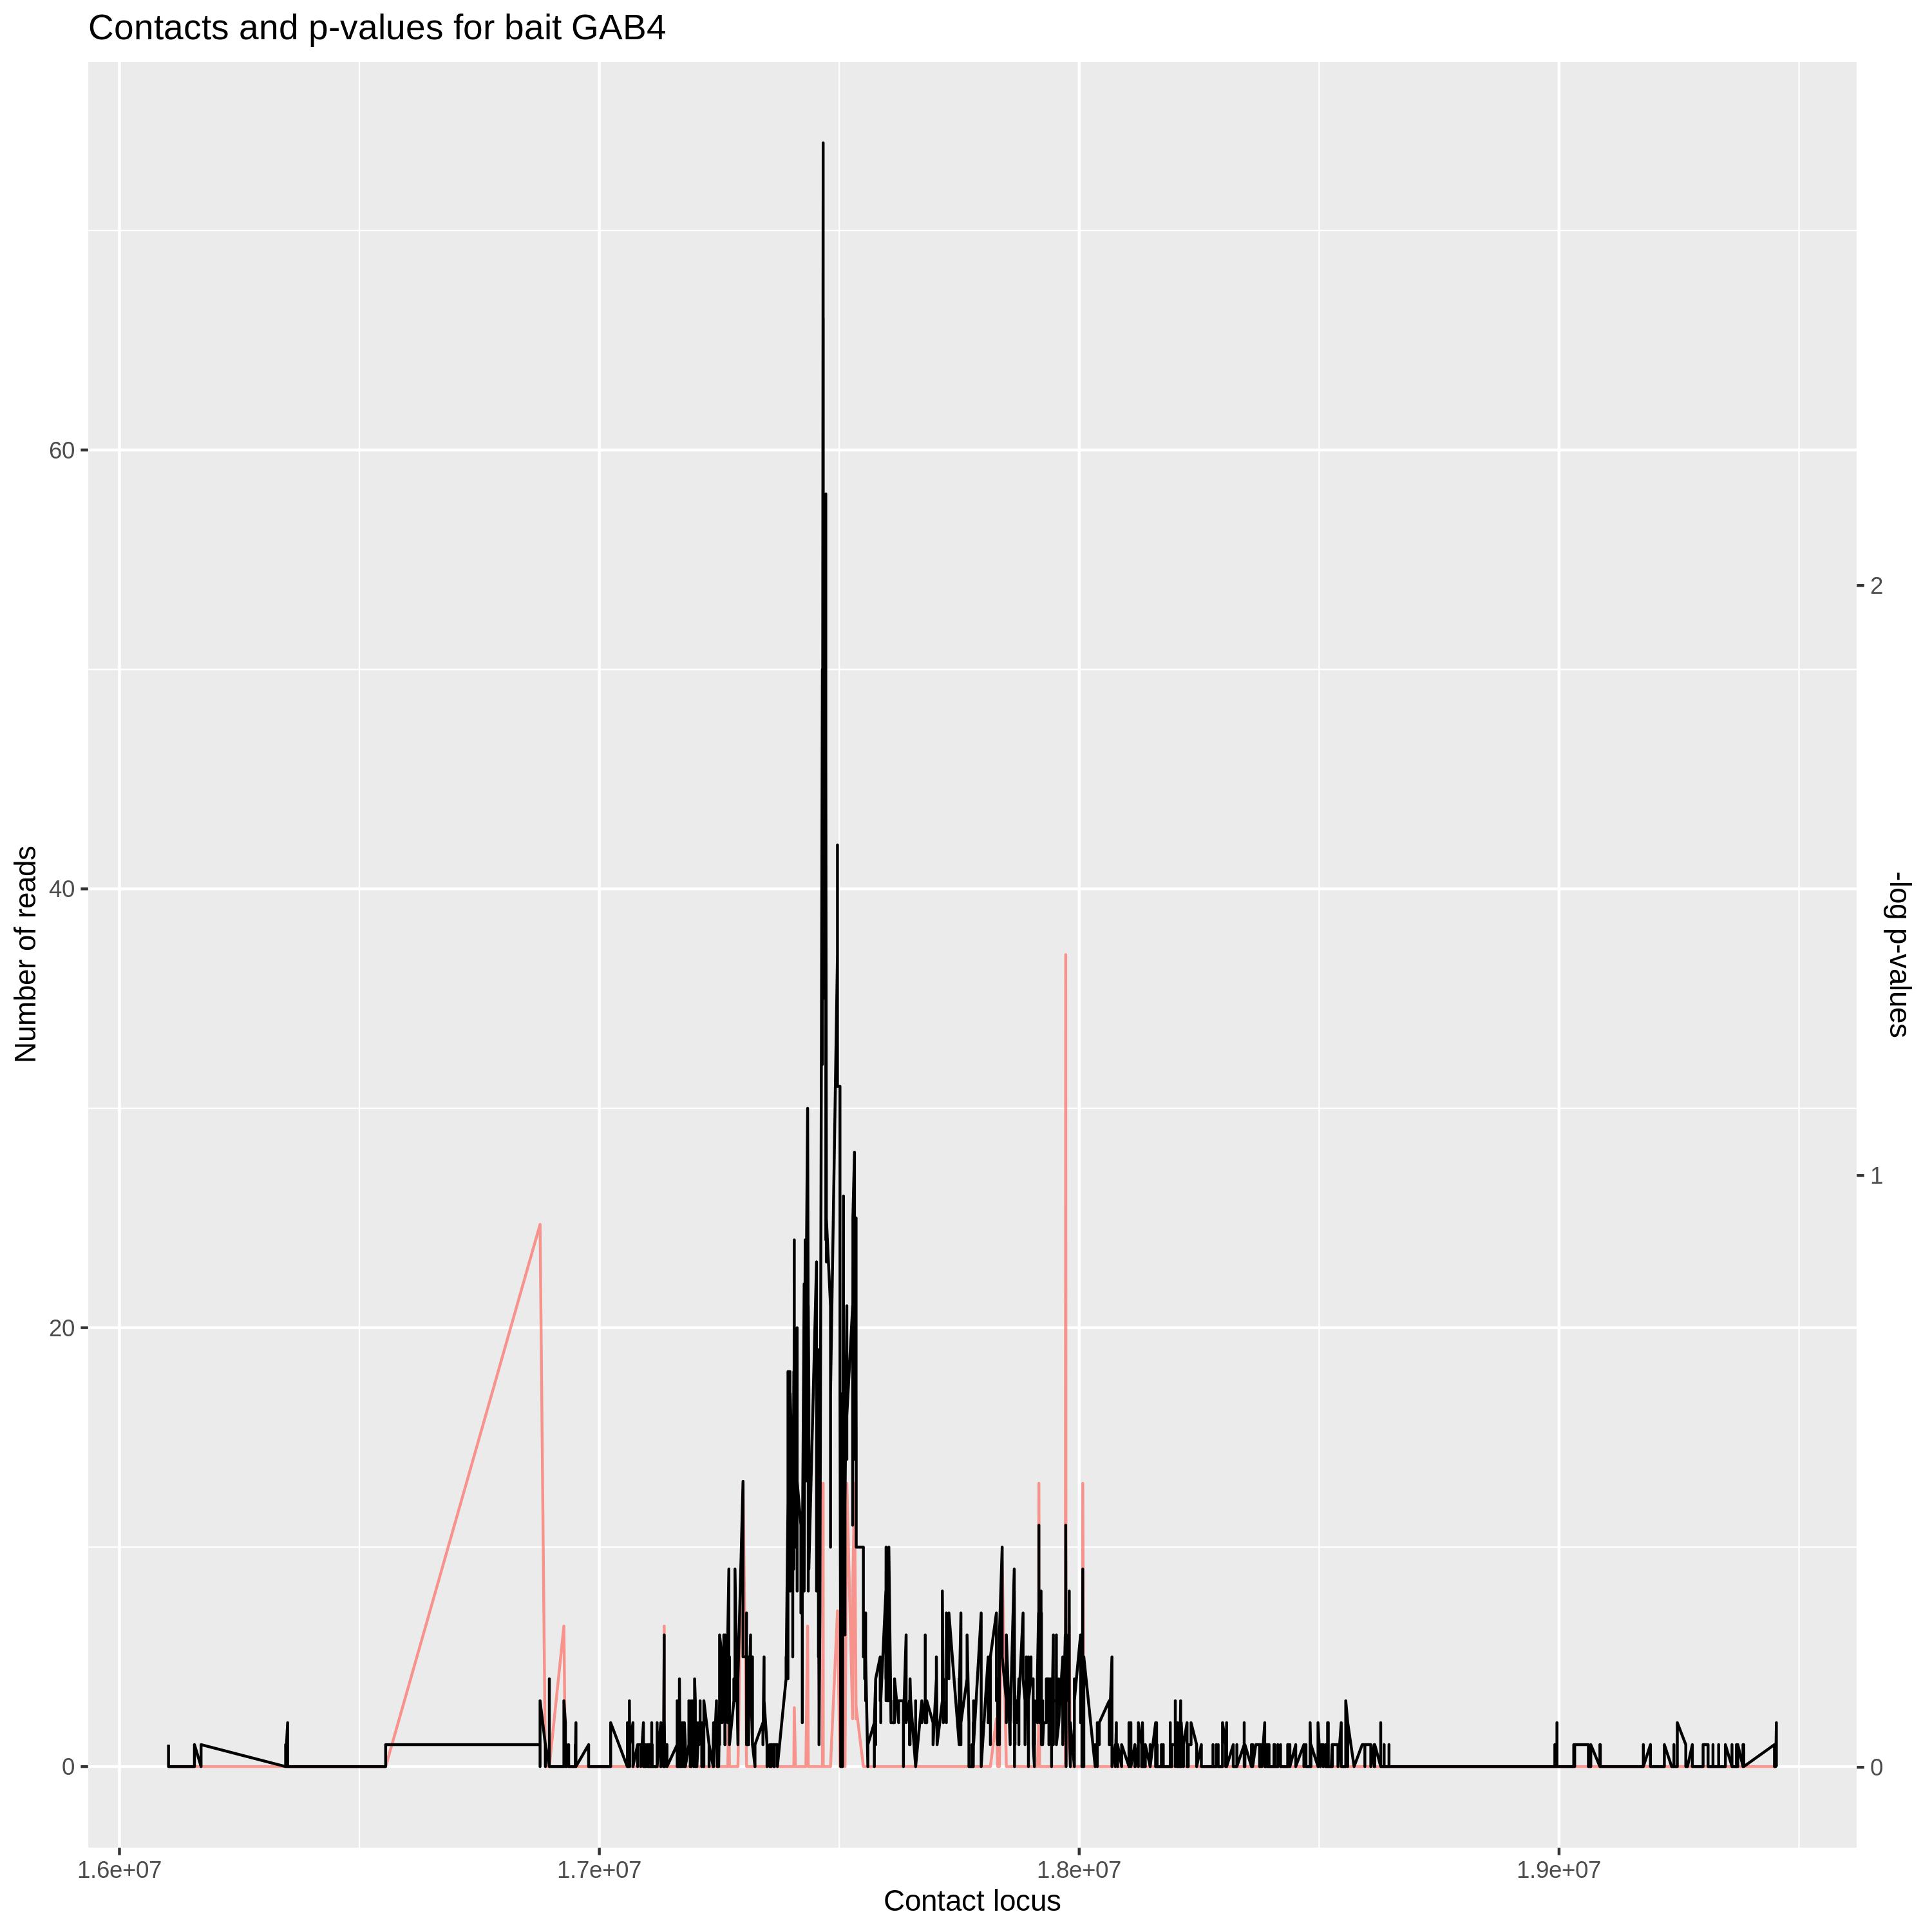 Contacts and p-values for bait GAB4
Number of reads
60
40
20
0
2
1
0
-log p-values
1.6e+07
1.7e+07
1.8e+07
1.9e+07
Contact locus